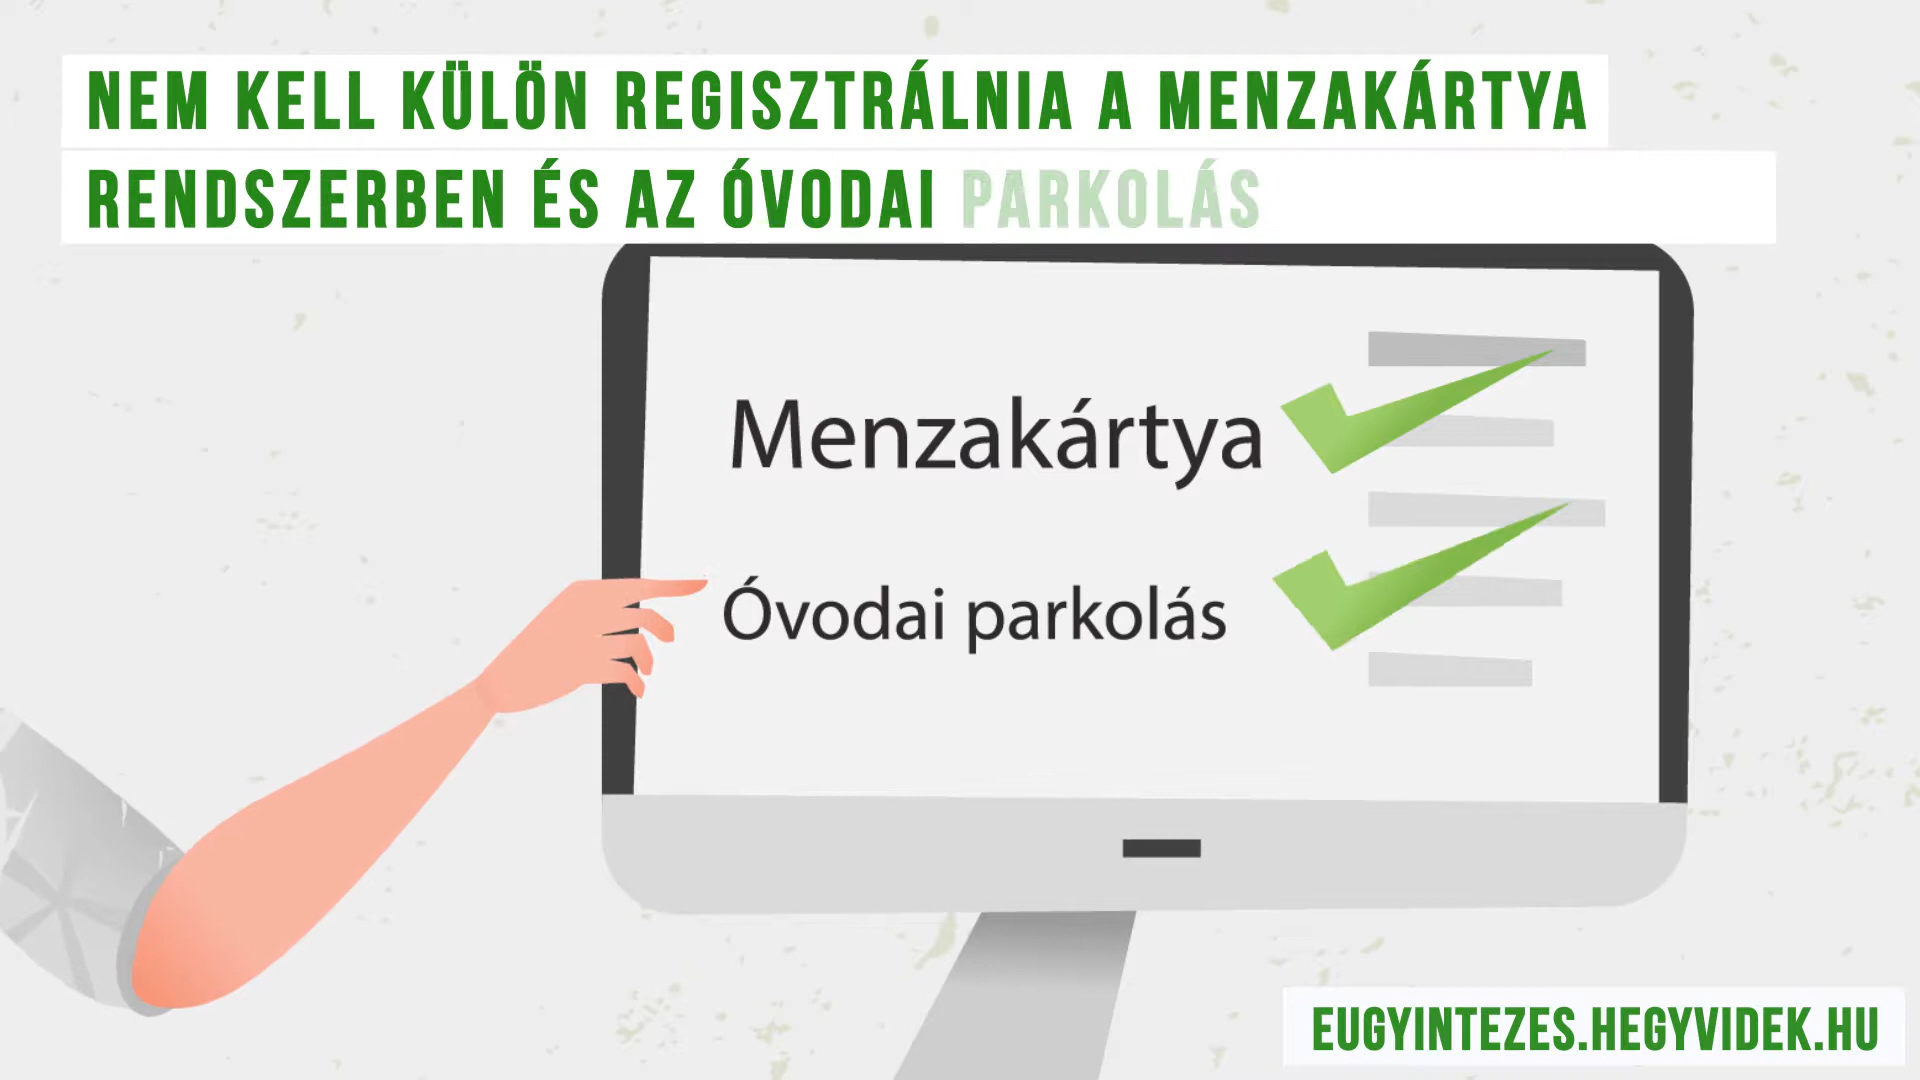 NEM KELL KÜLÖN REGISZTRÁLNIA A MENZAKÁRTYA
RENDSZERBEN ÉS AZ ÓVODAI PARKOLÁS
Menzakártya
Óvodai parkolás
EUGYINTEZES.HEGYVIDEK.HU